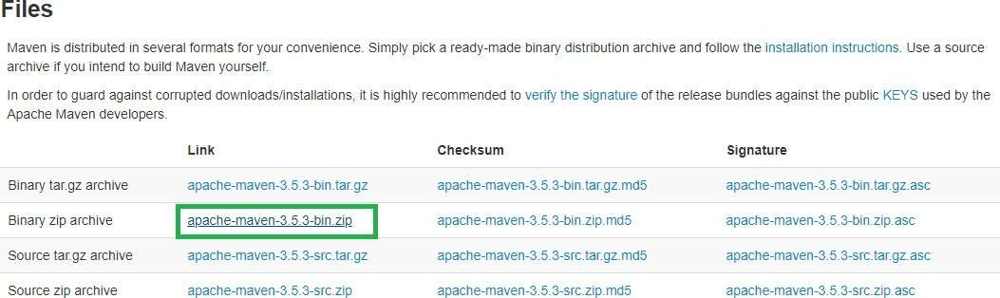 Files
Maven is distributed in several formats for your convenience. Simply pick a ready-made binary distribution archive and follow the installation instructions. Use a source
archive if you intend to build Maven yourself.
In order to guard against corrupted downloads/installations, it is highly recommended to verify the signature of the release bundles against the public KEYS used by the
Apache Maven developers.
Link Checksum Signature
Binary tar.gz archive apache-maven-3.5.3-bin.tar.gz apache-maven-3.5.3-bin.tar.gz.md5 apache-maven-3.5.3-bin.tar.gz.asc
Binary zip archive apache-maven-3.5.3-bin.zip apache-maven-3.5.3-bin.zip.md5 apache-maven-3.5.3-bin.zip.asc
Source tar.gz archive apache-maven-3.5.3-src.tar.gz apache-maven-3.5.3-src.tar.gz.md5 apache-maven-3.5.3-src.tar.gz.asc
Source zip archive apache-maven-3.5.3-src.zip apache-maven-3.5.3-src.zip.md5 apache-maven-3.5.3-src.zip.asc